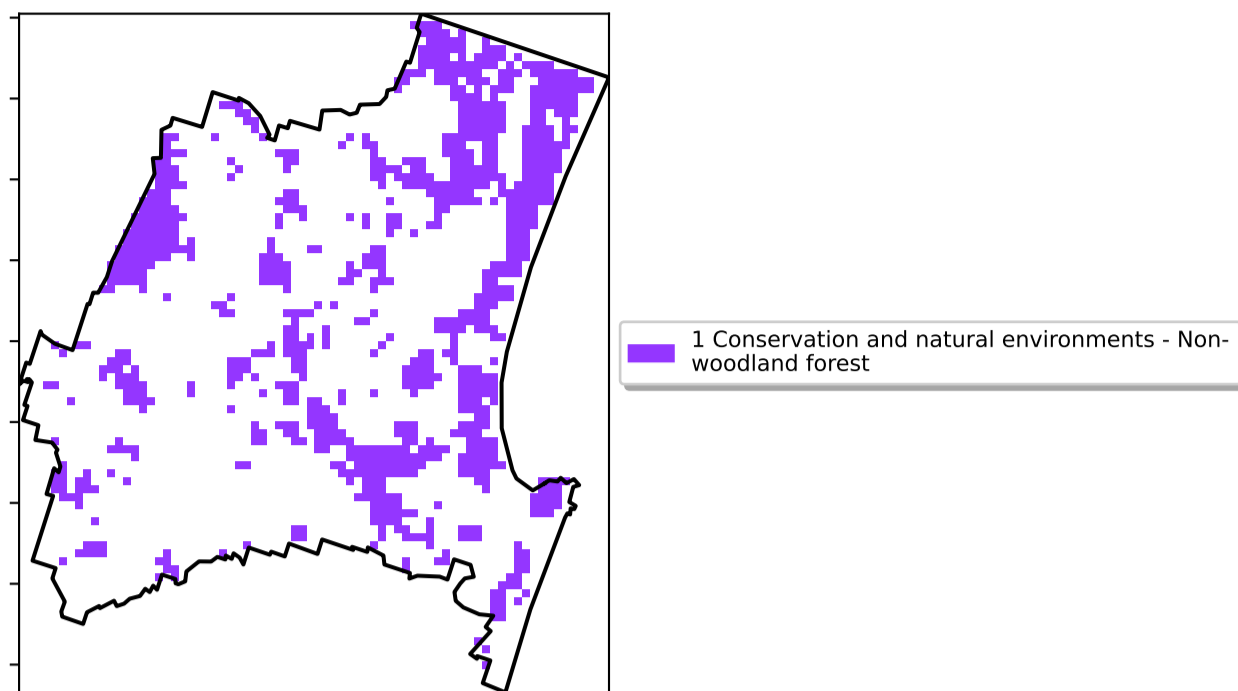 1 Conservation and natural environments - Non-
woodland forest